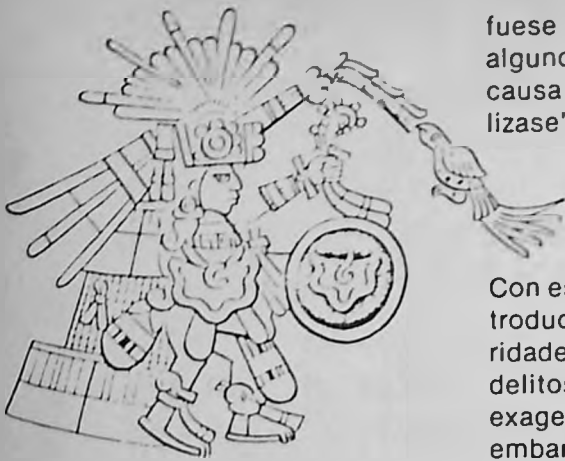 fuese
alguno
causa
lizase"
Con es
troduc
ridade
delitos
exage
embar